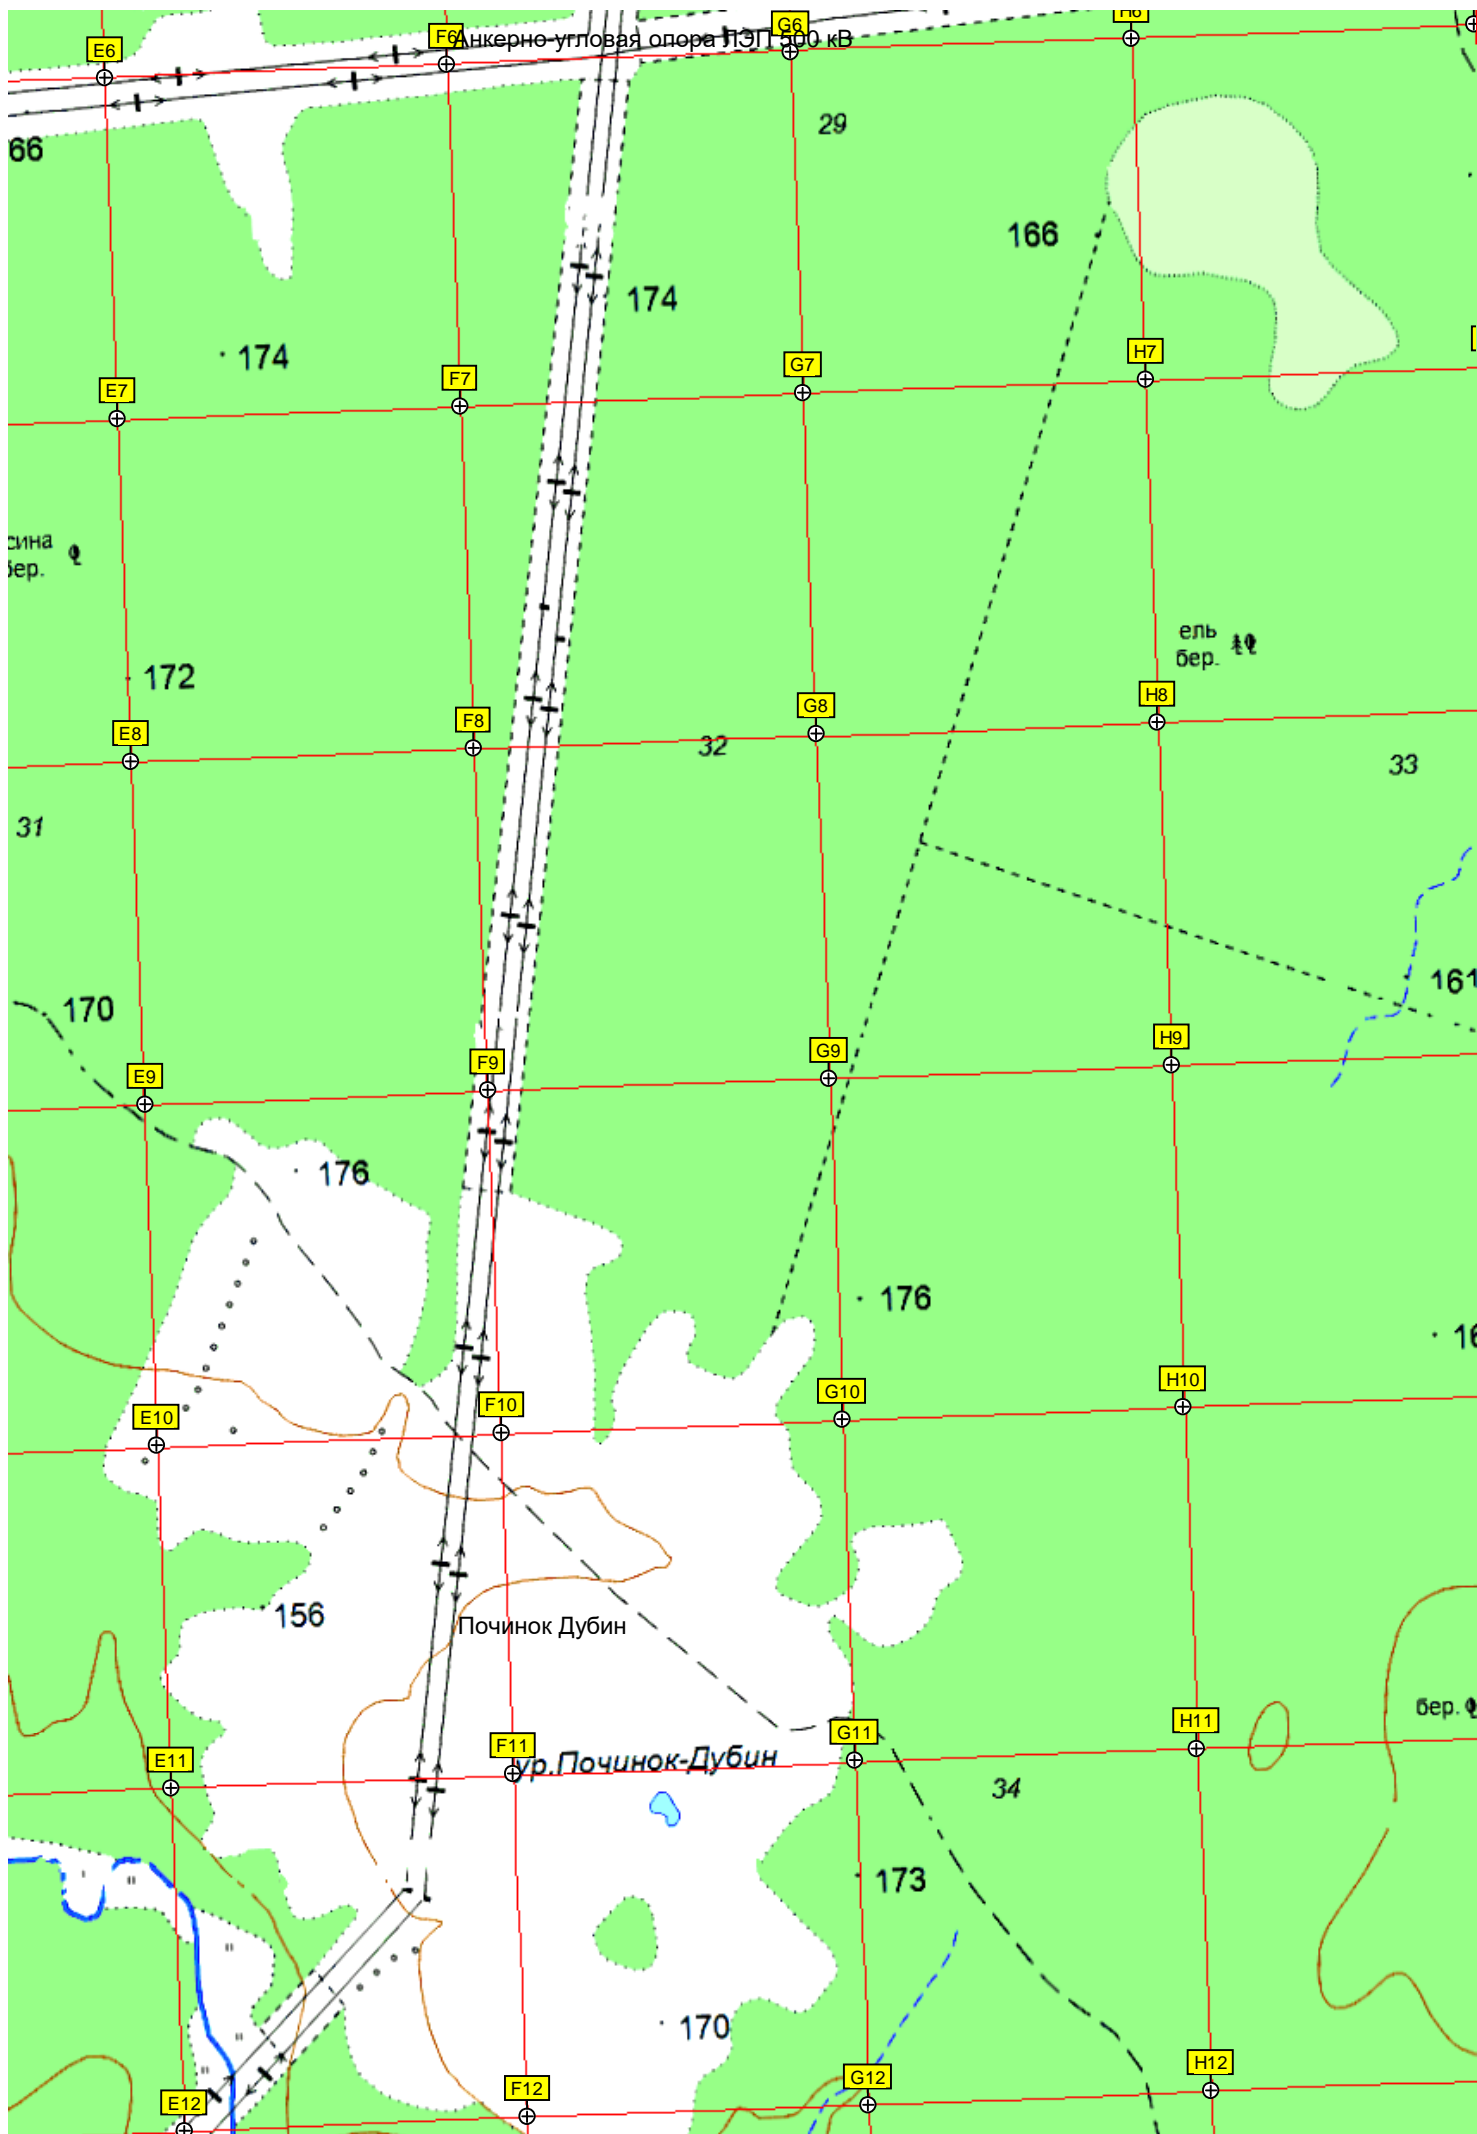 G6
H6
F6
Анкерно-угловая опора ЛЭП 500 кВ
E6
29
66
166
174
174
H7
G7
F7
E7
сина
бер.
ель
бер.
172
H8
G8
F8
E8
32
33
31
161
170
H9
G9
F9
E9
176
176
16
H10
G10
F10
E10
156
Починок Дубин
бер.
H11
G11
F11
ур.Починок-Дубин
E11
34
173
170
H12
G12
F12
E12